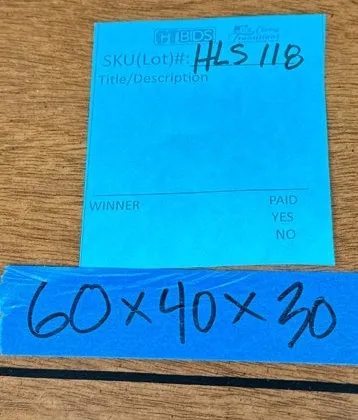 BIDS
SKU(Lot)#: HLS 118
Title/Description
WINNER PAID
YES
NO
60x40x30